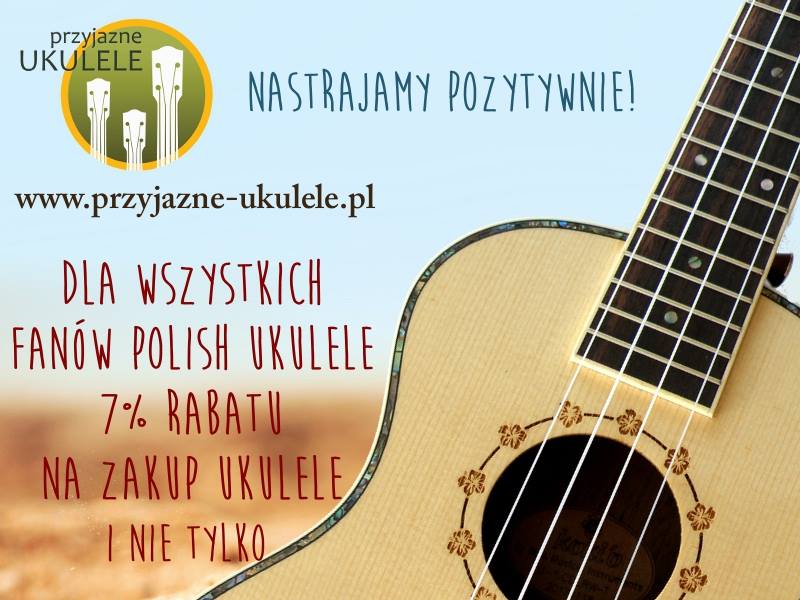 przyjazne
UKULELE
NASTRAJAMY POZYTYWNIE!
www.przyjazne-ukulele.pl
DLA WSZYSTKICH
FANÓW POLISH UKULELE
7% RABATU
NA ZAKUP UKULELE
I NIE TYLKO